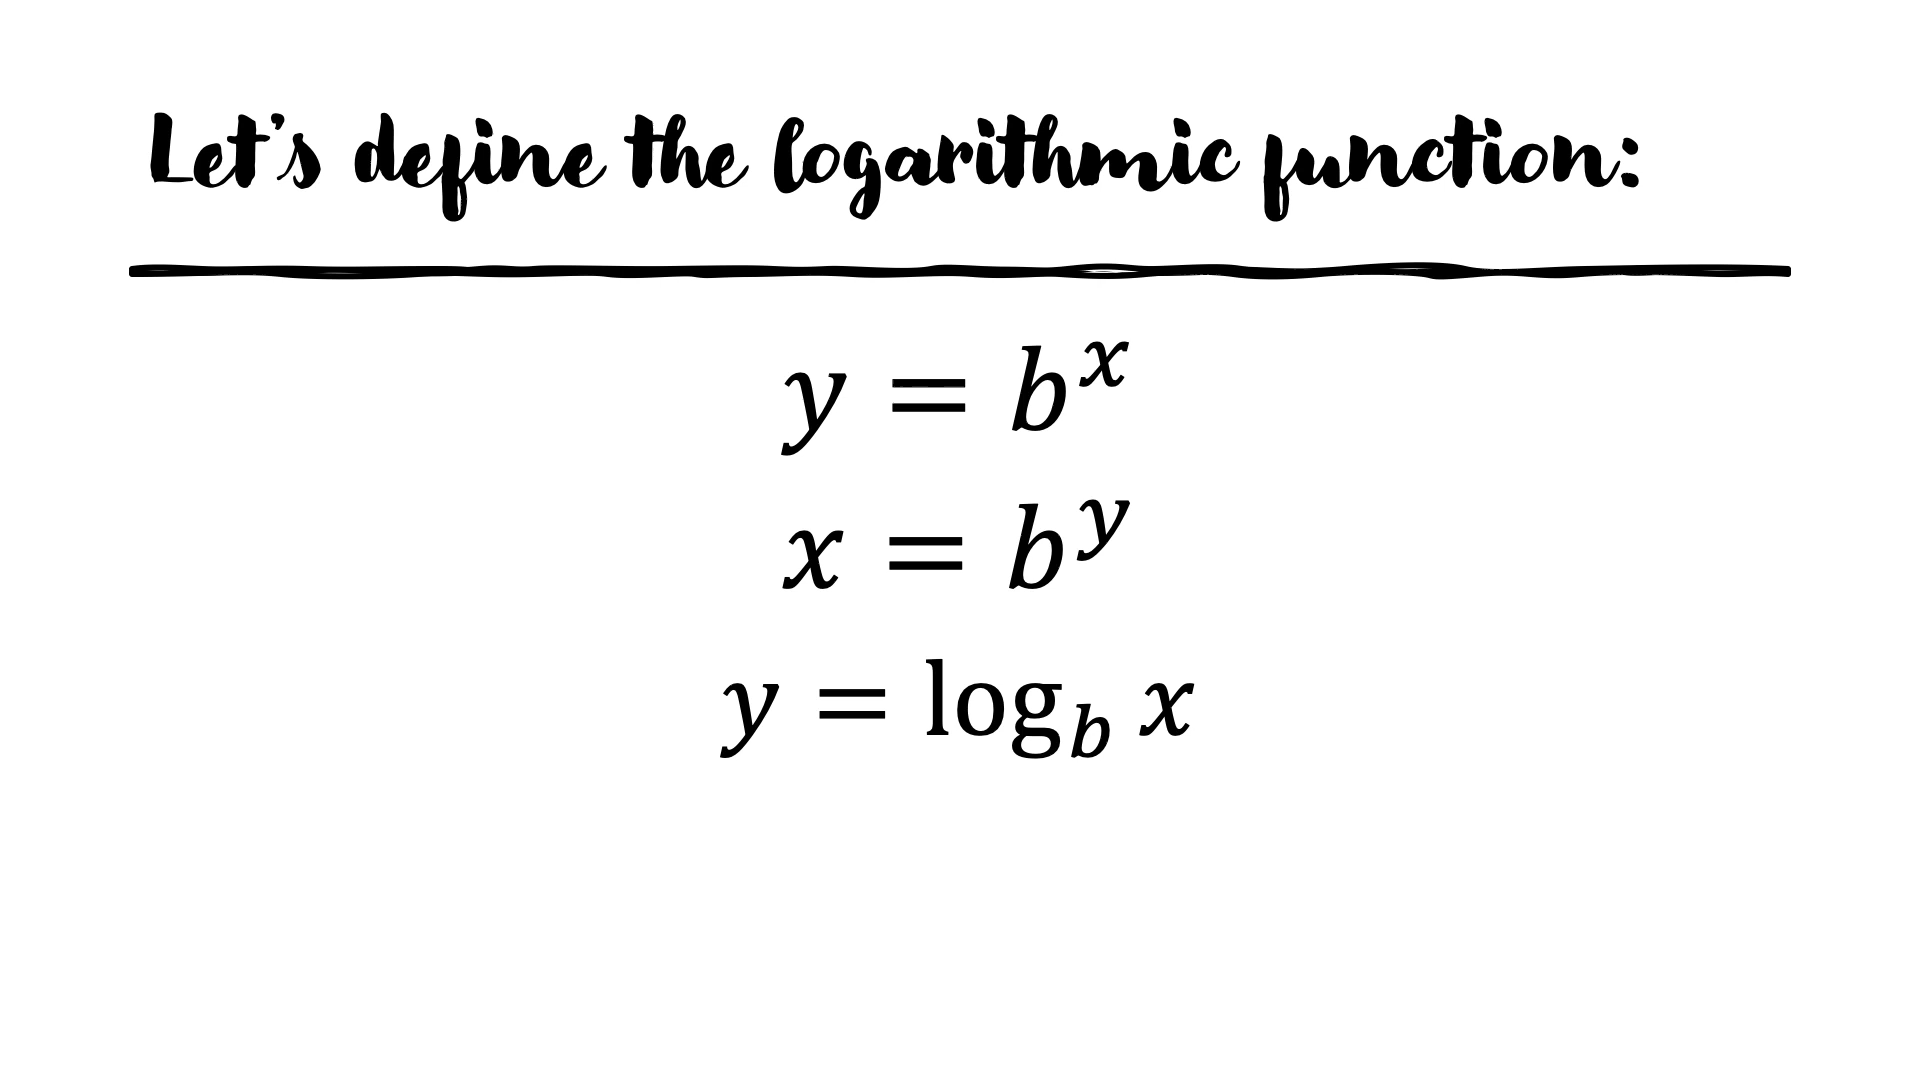 Let’s define the logarithmic function:
y = b^x
x = b^y
y = log_b x